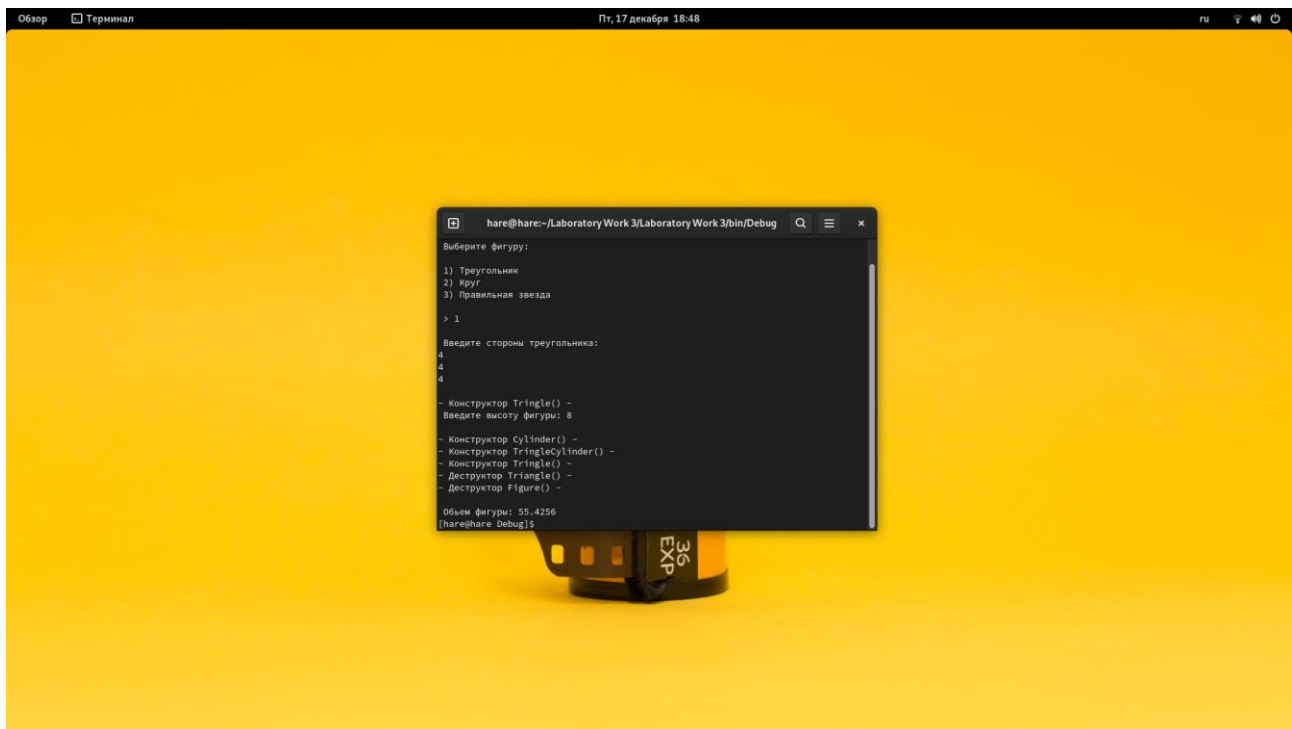 Обзор
Терминал
Пт, 17 декабря 18:48
ru
hare@hare:~/Laboratory Work 3/Laboratory Work 3/bin/Debug
Выберите фигуру:
1) Треугольник
2) Круг
3) Правильная звезда
> 1
Введите стороны треугольника:
4
4
4
- Конструктор Tringle() -
Введите высоту фигуры: 8
- Конструктор Cylinder() -
- Конструктор TringleCylinder() -
- Конструктор Tringle() -
- Деструктор Triangle() -
- Деструктор Figure() -
Обьем фигуры: 55.4256
[hare@hare Debug]$
36
EXP